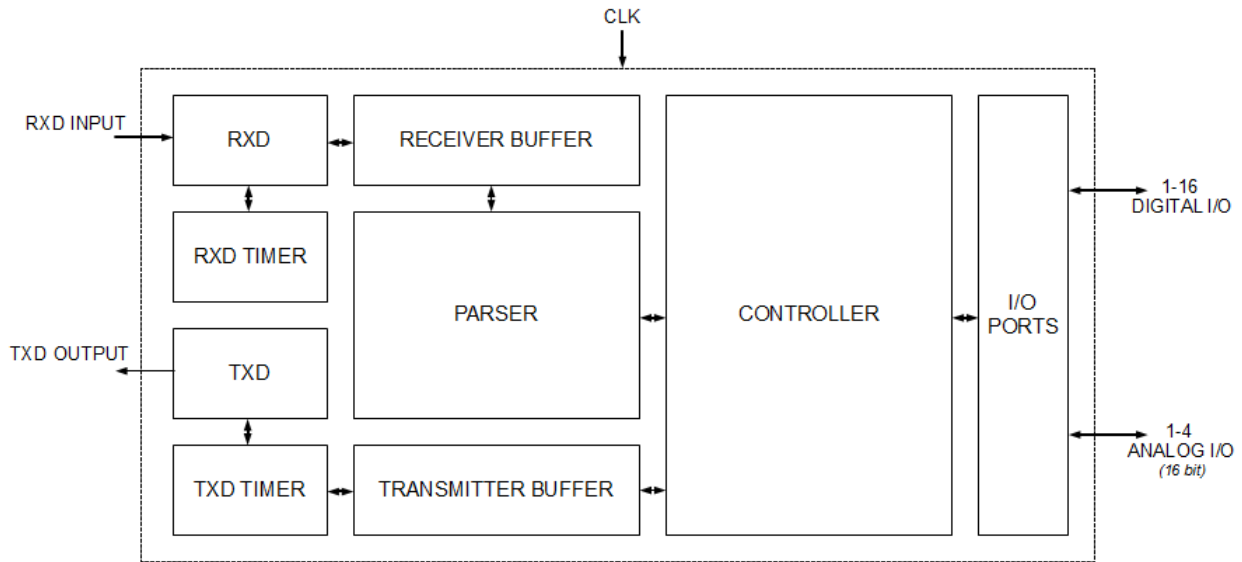 CLK
RXD INPUT
RXD
RECEIVER BUFFER
1-16
DIGITAL I/O
RXD TIMER
PARSER
CONTROLLER
I/O
PORTS
TXD OUTPUT
TXD
1-4
ANALOG I/O
(16 bit)
TXD TIMER
TRANSMITTER BUFFER